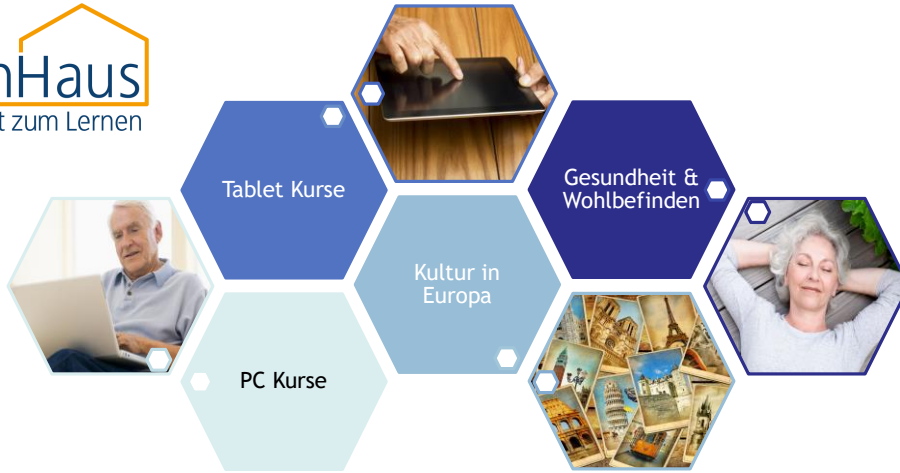 nHaus
t zum Lernen
Tablet Kurse
Gesundheit &
Wohlbefinden
Kultur in
Europa
PC Kurse